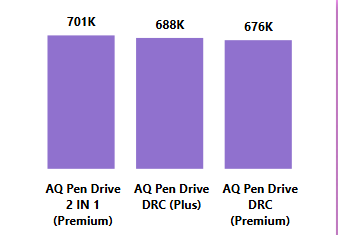 701K
688K
676K
AQ Pen Drive
2 IN 1
(Premium)
AQ Pen Drive
DRC (Plus)
AQ Pen Drive
DRC
(Premium)